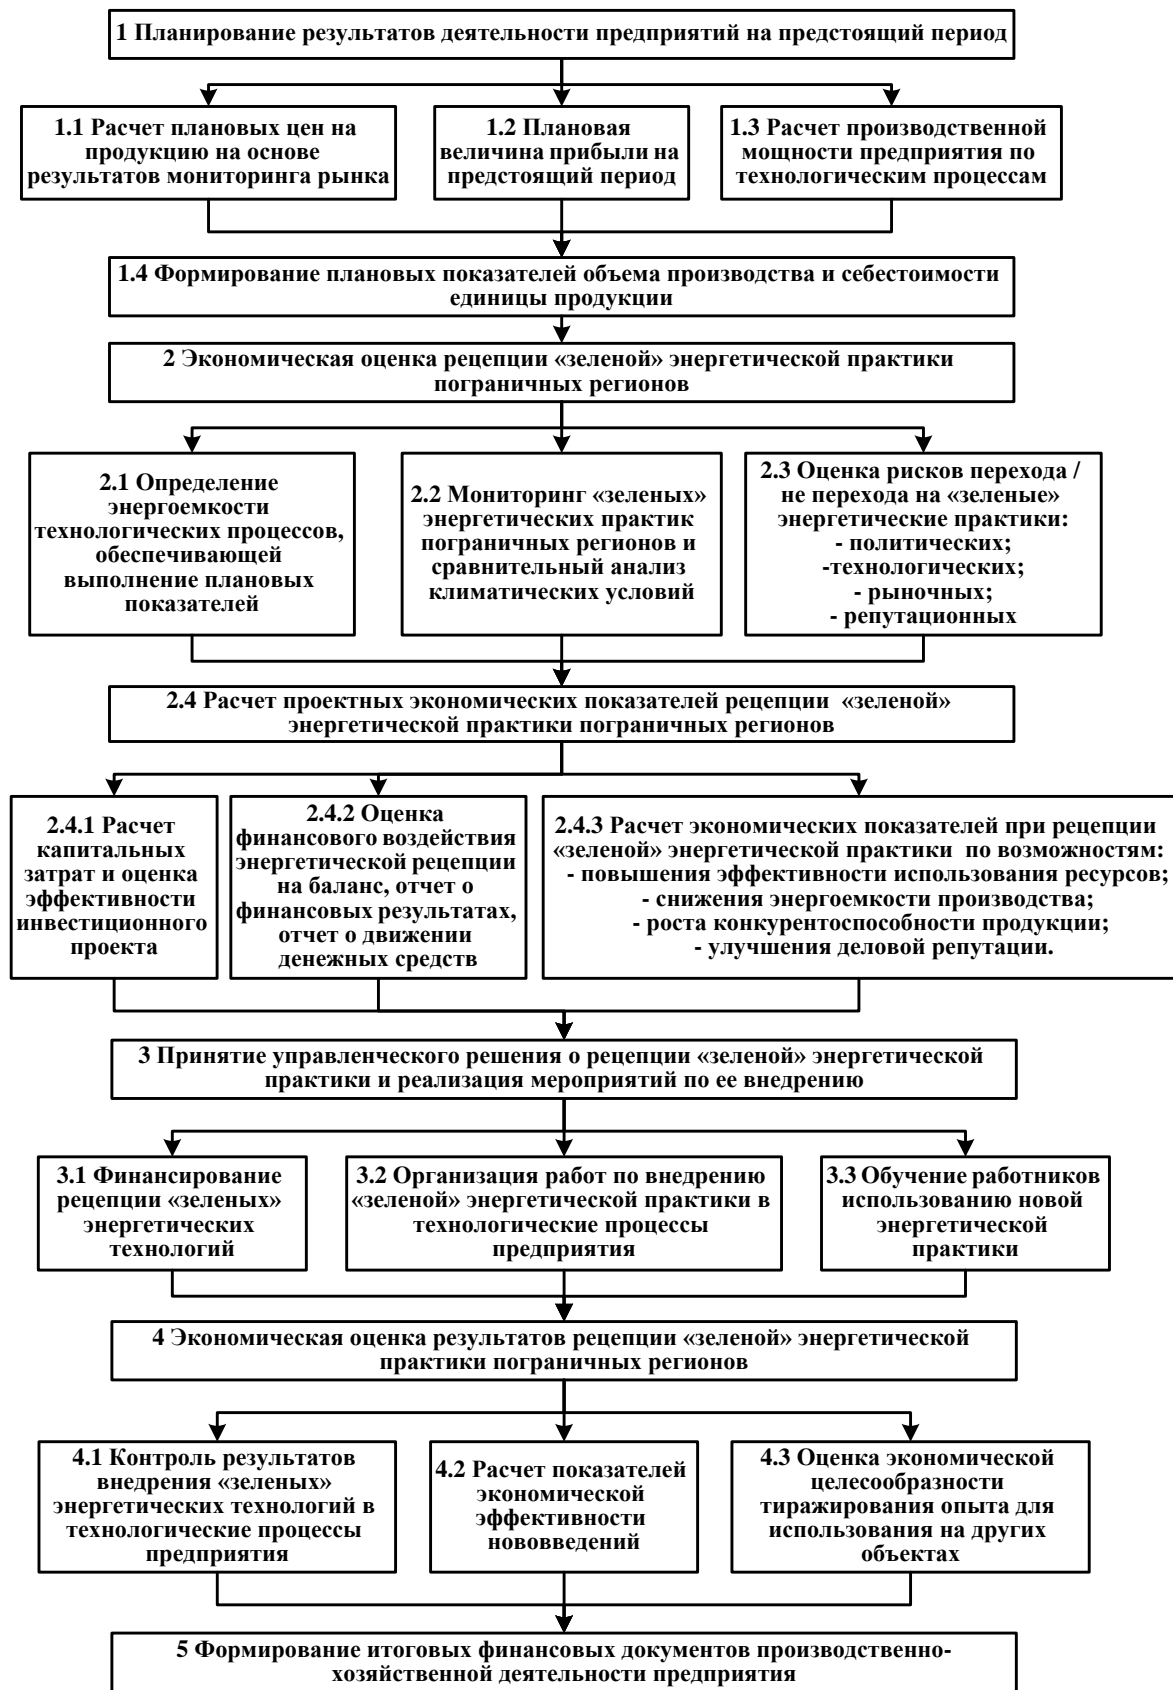 1 Планирование результатов деятельности предприятий на предстоящий период
1.1 Расчет плановых цен на
продукцию на основе
результатов мониторинга рынка
1.2 Плановая
величина прибыли на
предстоящий период
1.3 Расчет производственной
мощности предприятия по
технологическим процессам
1.4 Формирование плановых показателей объема производства и себестоимости
единицы продукции
2 Экономическая оценка рецепции «зеленой» энергетической практики
пограничных регионов
2.1 Определение
энергоемкости
технологических процессов,
обеспечивающей
выполнение плановых
показателей
2.2 Мониторинг «зеленых»
энергетических практик
пограничных регионов и
сравнительный анализ
климатических условий
2.3 Оценка рисков перехода /
не перехода на «зеленые»
энергетические практики:
- политических;
-технологических;
- рыночных;
- репутационных
2.4 Расчет проектных экономических показателей рецепции «зеленой»
энергетической практики пограничных регионов
2.4.1 Расчет
капитальных
затрат и оценка
эффективности
инвестиционного
проекта
2.4.2 Оценка
финансового воздействия
энергетической рецепции
на баланс, отчет о
финансовых результатах,
отчет о движении
денежных средств
2.4.3 Расчет экономических показателей при рецепции
«зеленой» энергетической практики по возможностям:
- повышения эффективности использования ресурсов;
- снижения энергоемкости производства;
- роста конкурентоспособности продукции;
- улучшения деловой репутации.
3 Принятие управленческого решения о рецепции «зеленой» энергетической
практики и реализация мероприятий по ее внедрению
3.1 Финансирование
рецепции «зеленых»
энергетических
технологий
3.2 Организация работ по внедрению
«зеленой» энергетической практики в
технологические процессы
предприятия
3.3 Обучение работников
использованию новой
энергетической
практики
4 Экономическая оценка результатов рецепции «зеленой» энергетической
практики пограничных регионов
4.1 Контроль результатов
внедрения «зеленых»
энергетических технологий в
технологические процессы
предприятия
4.2 Расчет показателей
экономической
эффективности
нововведений
4.3 Оценка экономической
целесообразности
тиражирования опыта для
использования на других
объектах
5 Формирование итоговых финансовых документов производственно-
хозяйственной деятельности предприятия